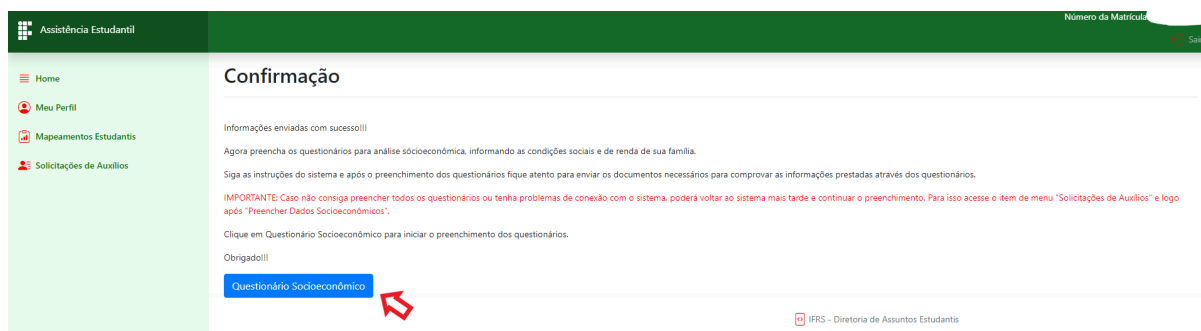 Assistência Estudantil
Número da Matrícula
Sair
Home
Meu Perfil
Mapeamentos Estudantis
Solicitações de Auxílios
Confirmação
Informações enviadas com sucesso!!!
Agora preencha os questionários para análise sócioeconômica, informando as condições sociais e de renda de sua família.
Siga as instruções do sistema e após o preenchimento dos questionários fique atento para enviar os documentos necessários para comprovar as informações prestadas através dos questionários.
IMPORTANTE: Caso não consiga preencher todos os questionários ou tenha problemas de conexão com o sistema, poderá voltar ao sistema mais tarde e continuar o preenchimento. Para isso acesse o item de menu "Solicitações de Auxílios" e logo
após "Preencher Dados Socioeconômicos".
Clique em Questionário Socioeconômico para iniciar o preenchimento dos questionários.
Obrigado!!!
Questionário Socioeconômico
IFRS - Diretoria de Assuntos Estudantis